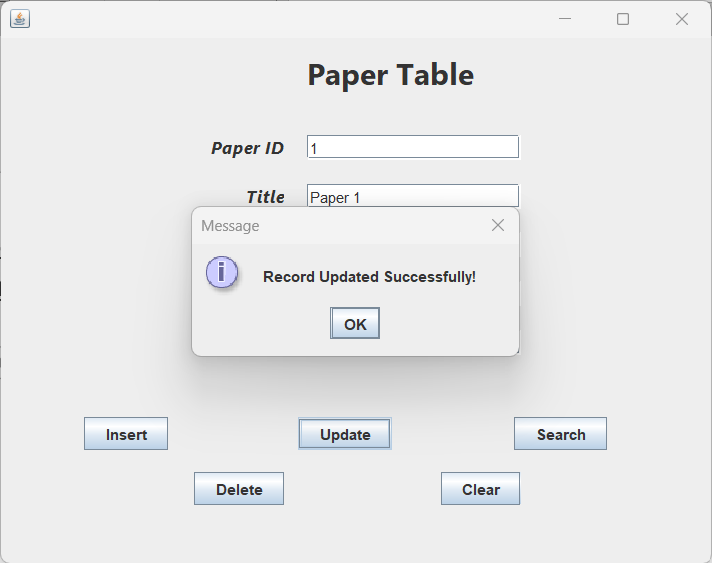 Paper Table
Paper ID
1
Title
Paper 1
Message
i
Record Updated Successfully!
OK
Insert
Update
Search
Delete
Clear